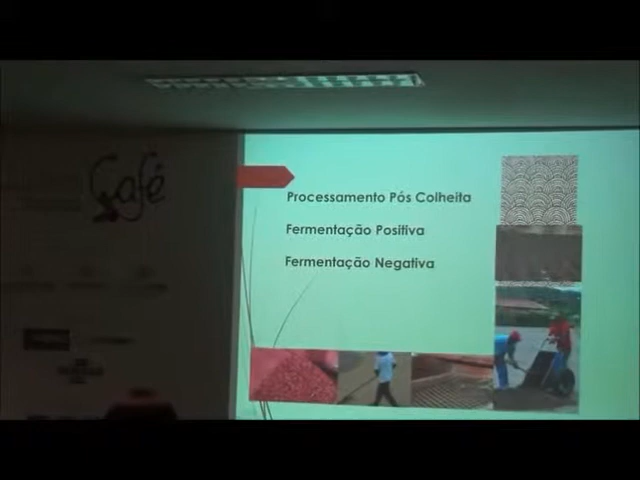 Café
Processamento Pós Colheita
Fermentação Positiva
Fermentação Negativa